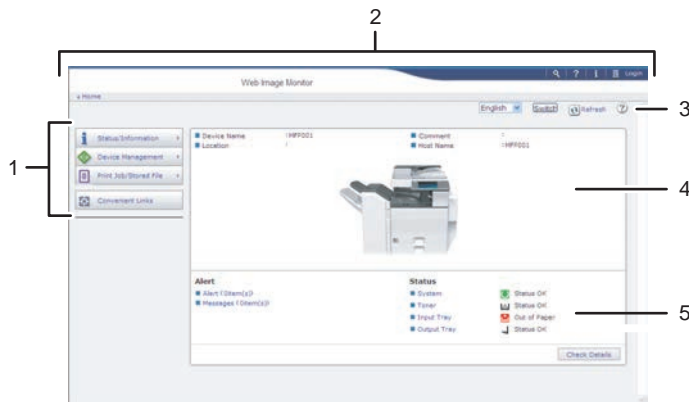 2
Web Image Monitor
Login
Home
English Switch Refresh
3
1
Status/Information
Device Management
Print Job/Stored File
Convenient Links
Device Name : MFP001
Location :
Comment :
Host Name : MFP001
4
Alert
Alert (0item(s))
Messages (0item(s))
Status
System Status OK
Toner Status OK
Input Tray Out of Paper
Output Tray Status OK
5
Check Details